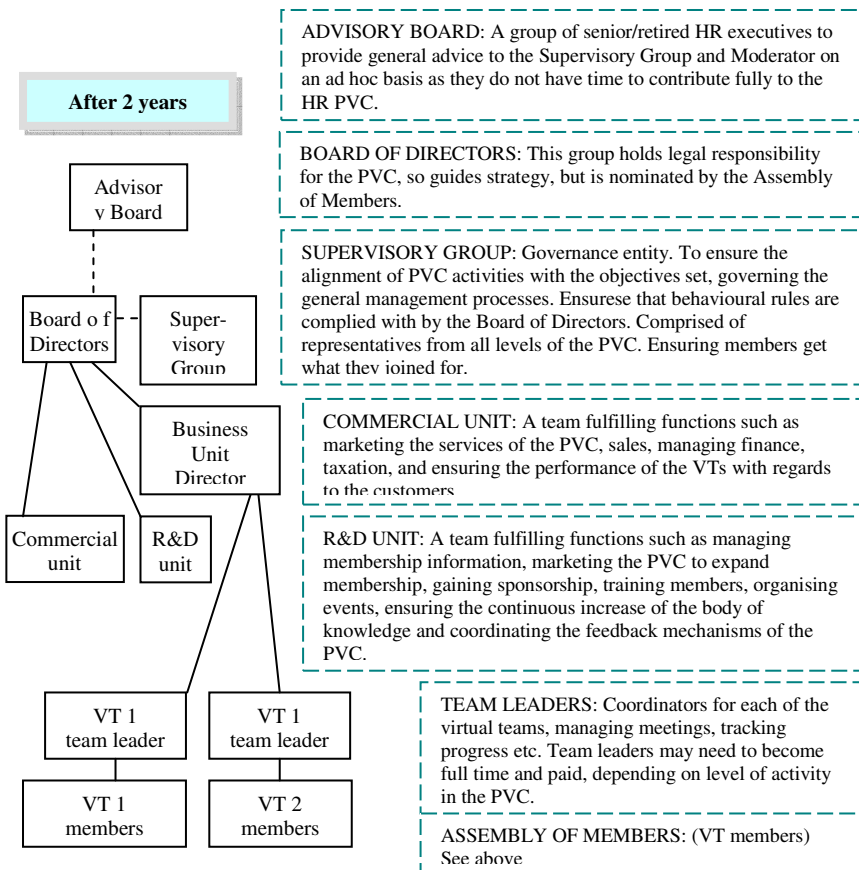 ADVISORY BOARD: A group of senior/retired HR executives to
provide general advice to the Supervisory Group and Moderator on
an ad hoc basis as they do not have time to contribute fully to the
HR PVC.
After 2 years
BOARD OF DIRECTORS: This group holds legal responsibility
for the PVC, so guides strategy, but is nominated by the Assembly
of Members.
Advisor
y Board
SUPERVISORY GROUP: Governance entity. To ensure the
alignment of PVC activities with the objectives set, governing the
general management processes. Ensurese that behavioural rules are
complied with by the Board of Directors. Comprised of
representatives from all levels of the PVC. Ensuring members get
what they joined for.
Board o f
Directors
Super-
visory
Group
Business
Unit
Director
COMMERCIAL UNIT: A team fulfilling functions such as
marketing the services of the PVC, sales, managing finance,
taxation, and ensuring the performance of the VTs with regards
to the customers
Commercial
unit
R&D
unit
R&D UNIT: A team fulfilling functions such as managing
membership information, marketing the PVC to expand
membership, gaining sponsorship, training members, organising
events, ensuring the continuous increase of the body of
knowledge and coordinating the feedback mechanisms of the
PVC.
VT 1
team leader
VT 1
team leader
TEAM LEADERS: Coordinators for each of the
virtual teams, managing meetings, tracking
progress etc. Team leaders may need to become
full time and paid, depending on level of activity
in the PVC.
VT 1
members
VT 2
members
ASSEMBLY OF MEMBERS: (VT members)
See above